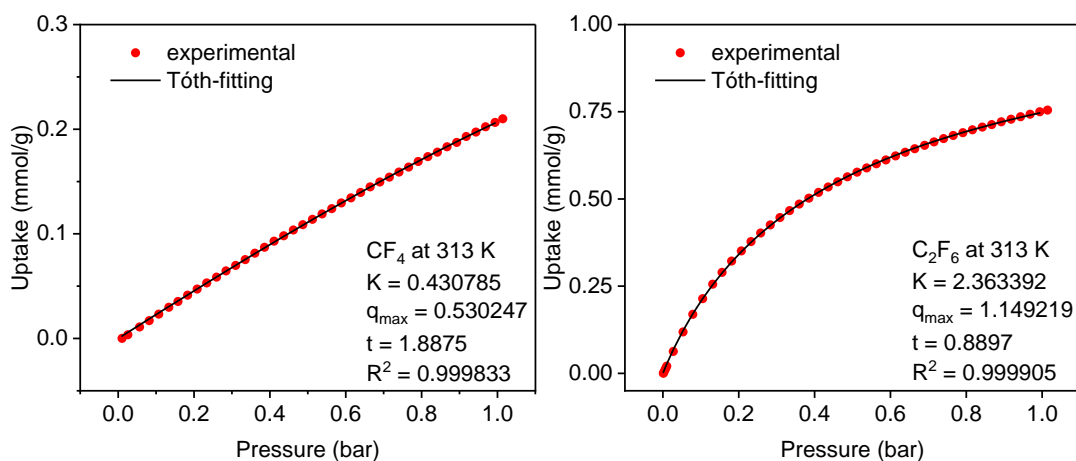 0.3
0.2
0.1
0.0
Uptake (mmol/g)
experimental
Tóth-fitting
CF₄ at 313 K
K = 0.430785
qₘₐₓ = 0.530247
t = 1.8875
R² = 0.999833
0.0 0.2 0.4 0.6 0.8 1.0
Pressure (bar)
1.00
0.75
0.50
0.25
0.00
Uptake (mmol/g)
experimental
Tóth-fitting
C₂F₆ at 313 K
K = 2.363392
qₘₐₓ = 1.149219
t = 0.8897
R² = 0.999905
0.0 0.2 0.4 0.6 0.8 1.0
Pressure (bar)